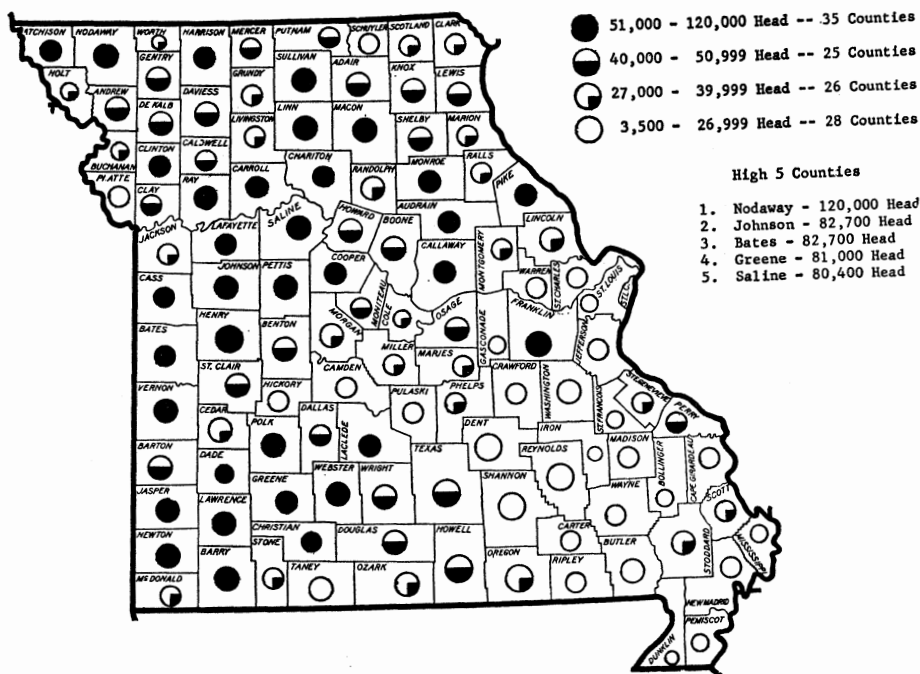 51,000 - 120,000 Head -- 35 Counties
40,000 - 50,999 Head -- 25 Counties
27,000 - 39,999 Head -- 26 Counties
3,500 - 26,999 Head -- 28 Counties
High 5 Counties
1. Nodaway - 120,000 Head
2. Johnson - 82,700 Head
3. Bates - 82,700 Head
4. Greene - 81,000 Head
5. Saline - 80,400 Head
ATCHISON
NODAWAY
WORTH
HARRISON
MERCER
PUTNAM
SCHUYLER
SCOTLAND
CLARK
HOLT
GENTRY
SULLIVAN
ADAIR
KNOX
LEWIS
ANDREW
DE KALB
DAVIESS
GRUNDY
LINN
MACON
SHELBY
MARION
BUCHANAN
CLINTON
CALDWELL
LIVINGSTON
CHARITON
RANDOLPH
MONROE
RALLS
PIKE
PLATTE
CLAY
RAY
CARROLL
AUDRAIN
JACKSON
LAFAYETTE
SALINE
HOWARD
BOONE
CALLAWAY
MONTGOMERY
LINCOLN
WARREN
ST.CHARLES
ST.LOUIS
ST.L.C.
CASS
JOHNSON
PETTIS
COOPER
MONITEAU
COLE
OSAGE
GASCONADE
FRANKLIN
JEFFERSON
BATES
HENRY
BENTON
MORGAN
MILLER
MARIES
ST. CLAIR
HICKORY
CAMDEN
PULASKI
PHELPS
CRAWFORD
WASHINGTON
ST.FRANCOIS
STE.GENEVIEVE
PERRY
VERNON
CEDAR
POLK
DALLAS
LACLEDE
DENT
IRON
MADISON
BOLLINGER
CAPE GIRARDEAU
BARTON
DADE
GREENE
WEBSTER
WRIGHT
TEXAS
REYNOLDS
SHANNON
WAYNE
SCOTT
JASPER
LAWRENCE
CHRISTIAN
DOUGLAS
HOWELL
CARTER
BUTLER
STODDARD
MISSISSIPPI
NEWTON
BARRY
STONE
TANEY
OZARK
OREGON
RIPLEY
NEW MADRID
McDONALD
PEMISCOT
DUNKLIN